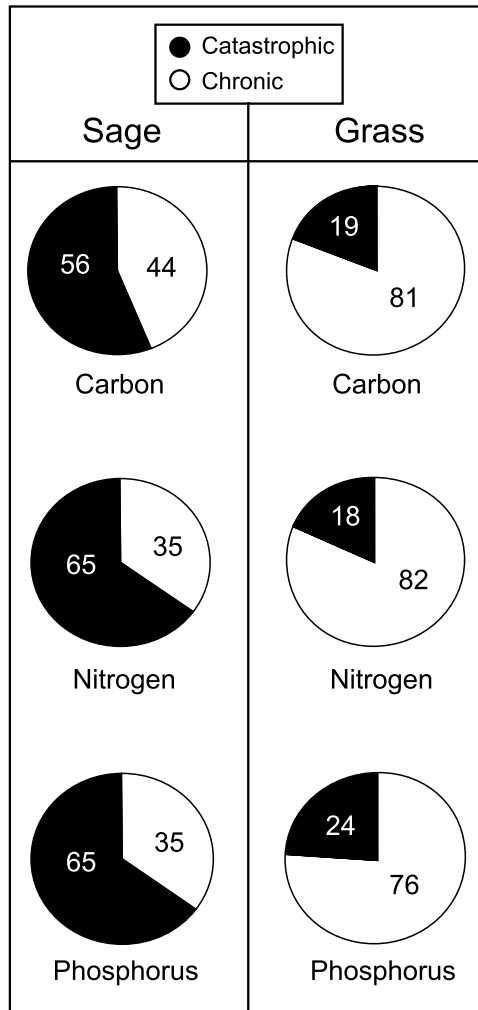 Catastrophic
Chronic
Sage Grass
56 44 19 81
Carbon Carbon
65 35 18 82
Nitrogen Nitrogen
65 35 24 76
Phosphorus Phosphorus